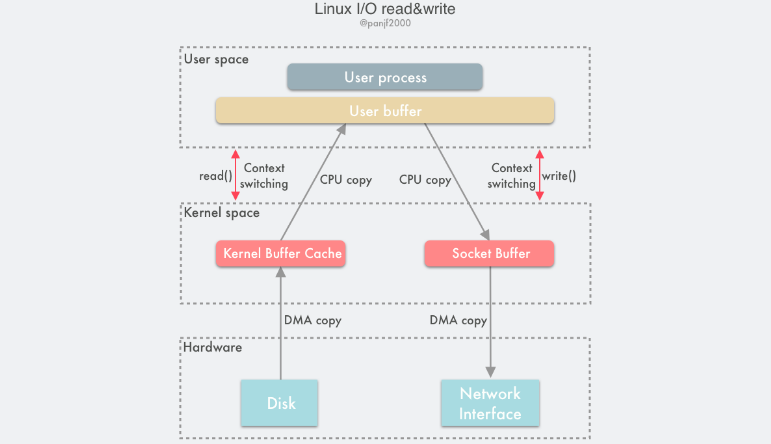 Linux I/O read&write
@panjf2000
User space
User process
User buffer
read()
Context
switching
CPU copy
CPU copy
Context
switching
write()
Kernel space
Kernel Buffer Cache
Socket Buffer
DMA copy
DMA copy
Hardware
Disk
Network
Interface